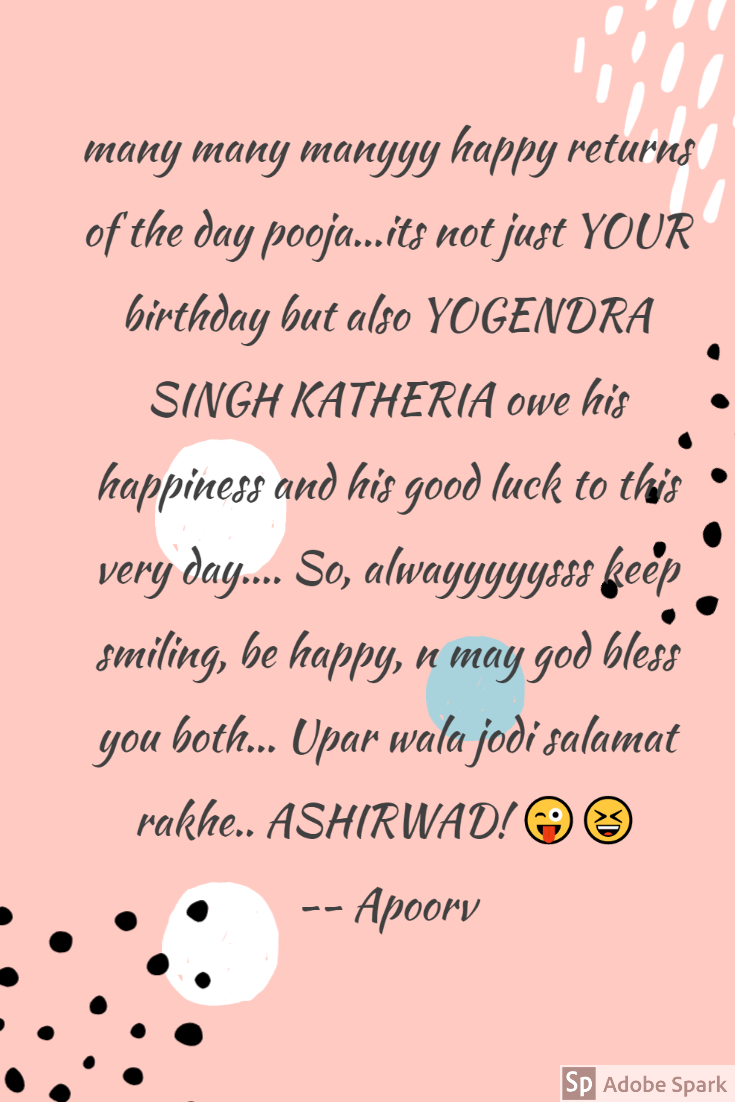 many many manyyy happy returns
of the day pooja...its not just YOUR
birthday but also YOGENDRA
SINGH KATHERIA owe his
happiness and his good luck to this
very day.... So, alwayyyyysss keep
smiling, be happy, n may god bless
you both... Upar wala jodi salamat
rakhe.. ASHIRWAD! 😜 😆
-- Apoorv
Sp Adobe Spark